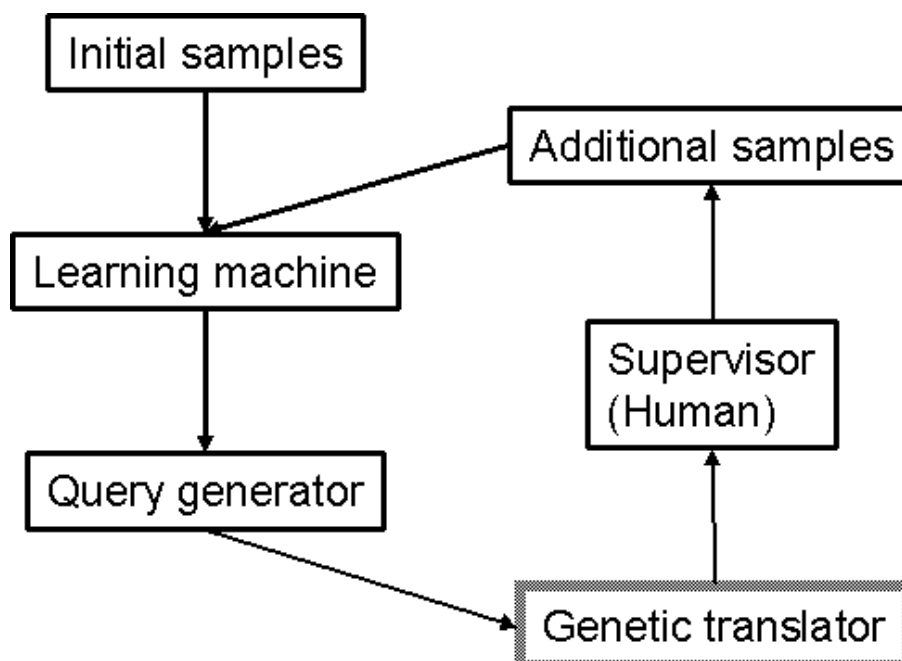 Initial samples
Additional samples
Learning machine
Supervisor
(Human)
Query generator
Genetic translator